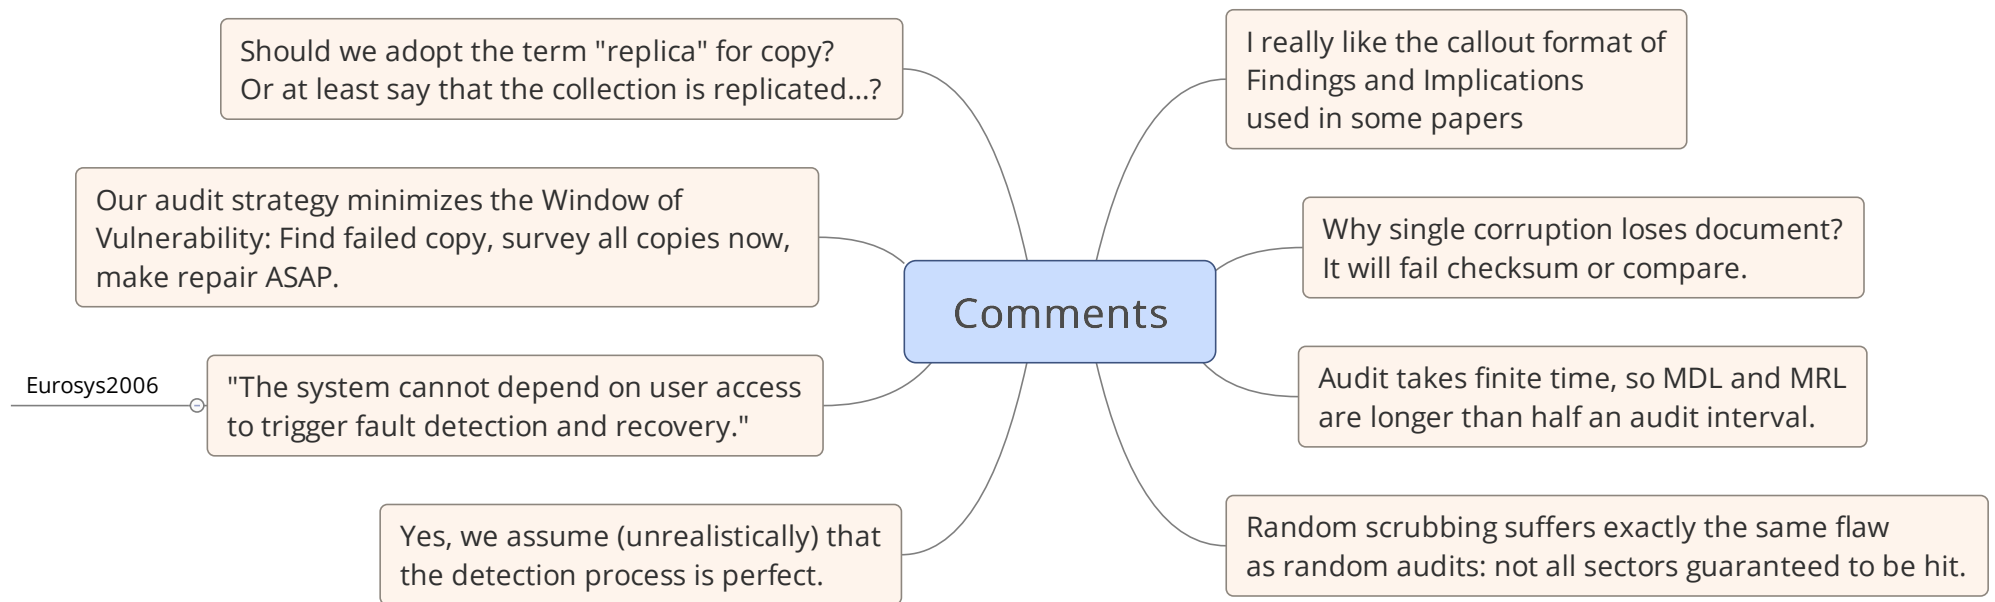 Should we adopt the term "replica" for copy?
Or at least say that the collection is replicated...?
Our audit strategy minimizes the Window of
Vulnerability: Find failed copy, survey all copies now,
make repair ASAP.
Eurosys2006
"The system cannot depend on user access
to trigger fault detection and recovery."
Yes, we assume (unrealistically) that
the detection process is perfect.
Comments
I really like the callout format of
Findings and Implications
used in some papers
Why single corruption loses document?
It will fail checksum or compare.
Audit takes finite time, so MDL and MRL
are longer than half an audit interval.
Random scrubbing suffers exactly the same flaw
as random audits: not all sectors guaranteed to be hit.